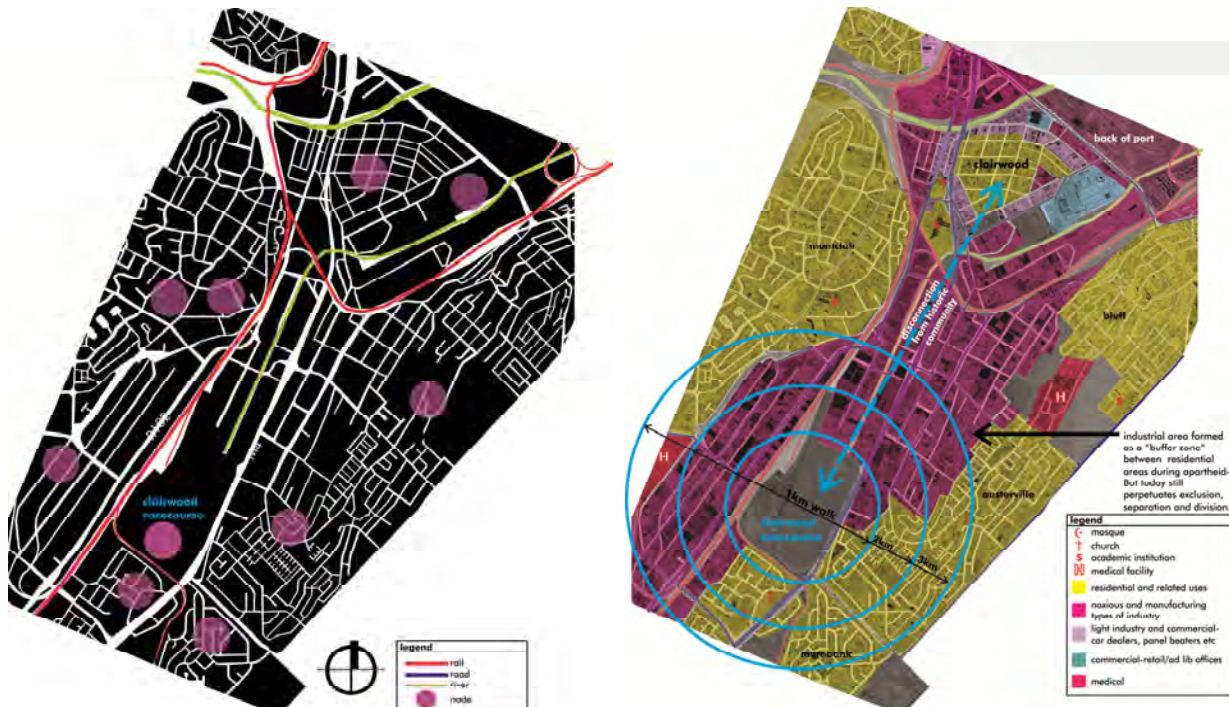 clairwood
racecourse
legend
rail
road
river
node
back of port
clairwood
montclair
bluff
disconnection
from historic
community
H
H
industrial area formed
as a "buffer zone"
between residential
areas during apartheid-
But today still
perpetuates exclusion,
separation and division.
austerville
1km walk
2km
3km
clairwood
racecourse
merebank
legend
mosque
church
s academic institution
H medical facility
residential and related uses
noxious and manufacturing
types of industry
light industry and commercial-
car dealers, panel beaters etc
commercial-retail/ad lib offices
medical